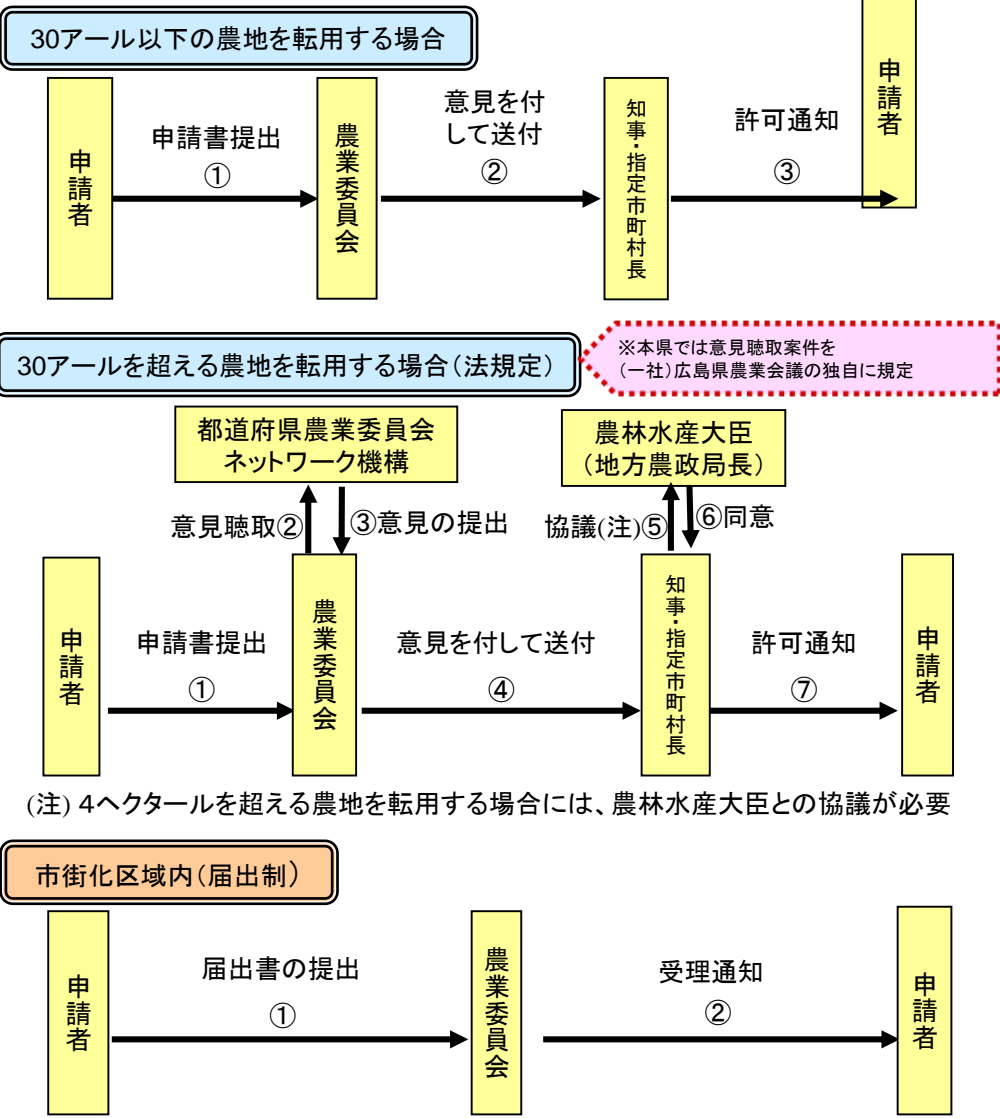 30アール以下の農地を転用する場合
申請者
申請書提出
①
農業委員会
意見を付
して送付
②
知事・指定市町村長
許可通知
③
申請者
30アールを超える農地を転用する場合(法規定)
※本県では意見聴取案件を
(一社)広島県農業会議の独自に規定
都道府県農業委員会
ネットワーク機構
農林水産大臣
(地方農政局長)
意見聴取②
③意見の提出
協議(注)⑤
⑥同意
申請者
申請書提出
①
農業委員会
意見を付して送付
④
知事・指定市町村長
許可通知
⑦
申請者
(注) 4ヘクタールを超える農地を転用する場合には、農林水産大臣との協議が必要
市街化区域内(届出制)
申請者
届出書の提出
①
農業委員会
受理通知
②
申請者